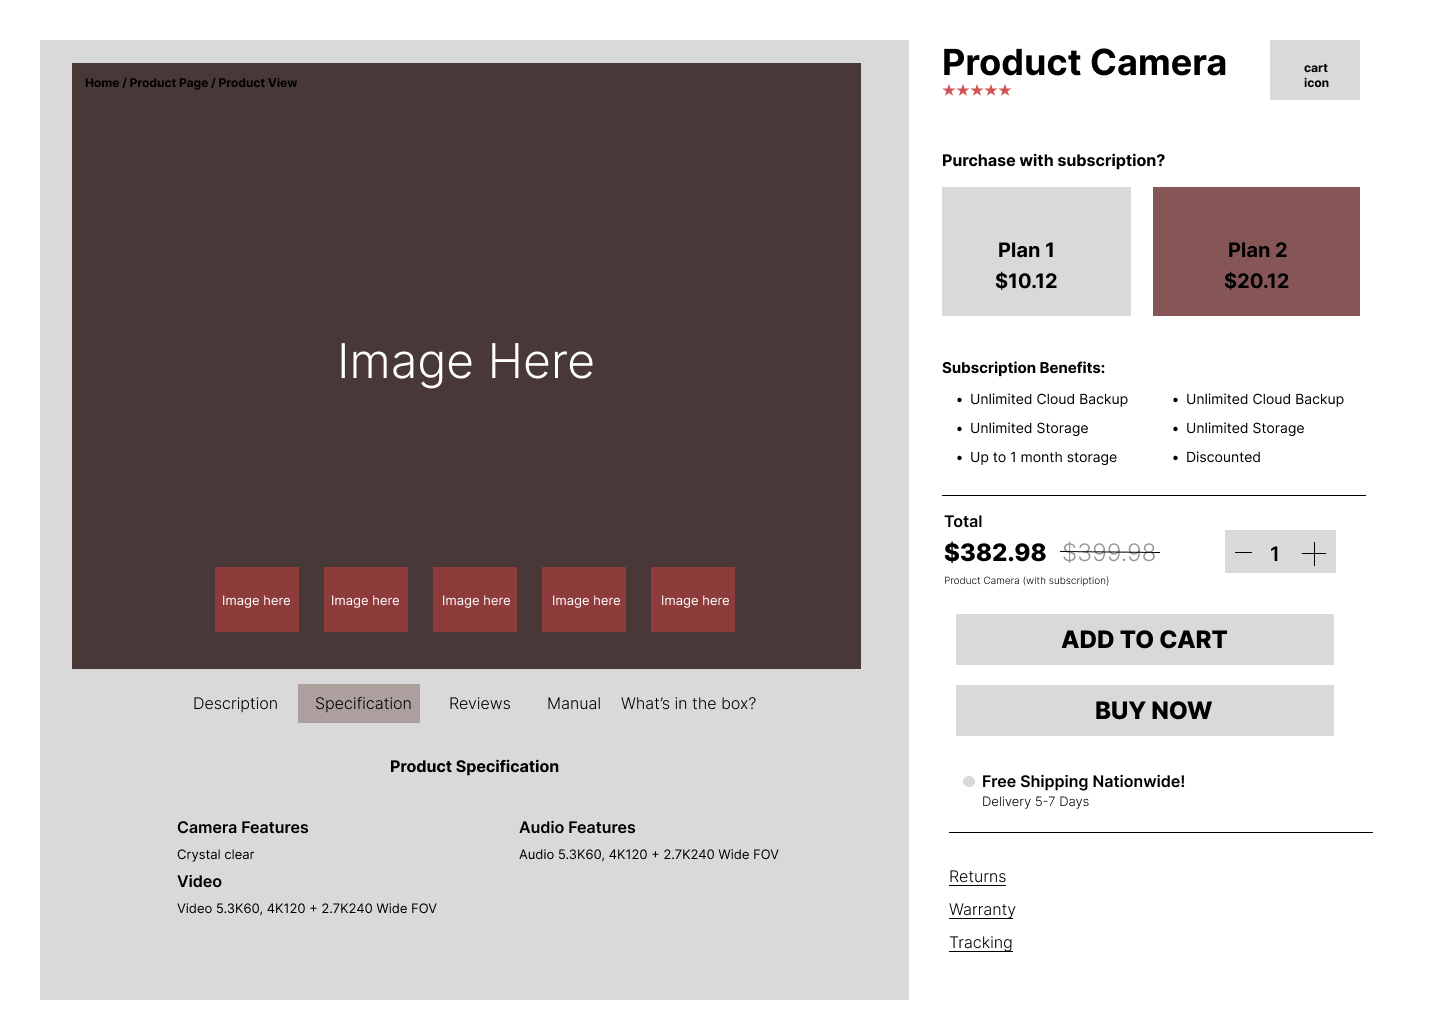 Home / Product Page / Product View
Image Here
Image here
Image here
Image here
Image here
Image here
Description
Specification
Reviews
Manual
What's in the box?
Product Specification
Camera Features
Crystal clear
Video
Video 5.3K60, 4K120 + 2.7K240 Wide FOV
Audio Features
Audio 5.3K60, 4K120 + 2.7K240 Wide FOV
Product Camera
★★★★★
cart
icon
Purchase with subscription?
Plan 1
$10.12
Plan 2
$20.12
Subscription Benefits:
• Unlimited Cloud Backup
• Unlimited Storage
• Up to 1 month storage
• Unlimited Cloud Backup
• Unlimited Storage
• Discounted
Total
$382.98 $399.98
Product Camera (with subscription)
1
ADD TO CART
BUY NOW
Free Shipping Nationwide!
Delivery 5-7 Days
Returns
Warranty
Tracking